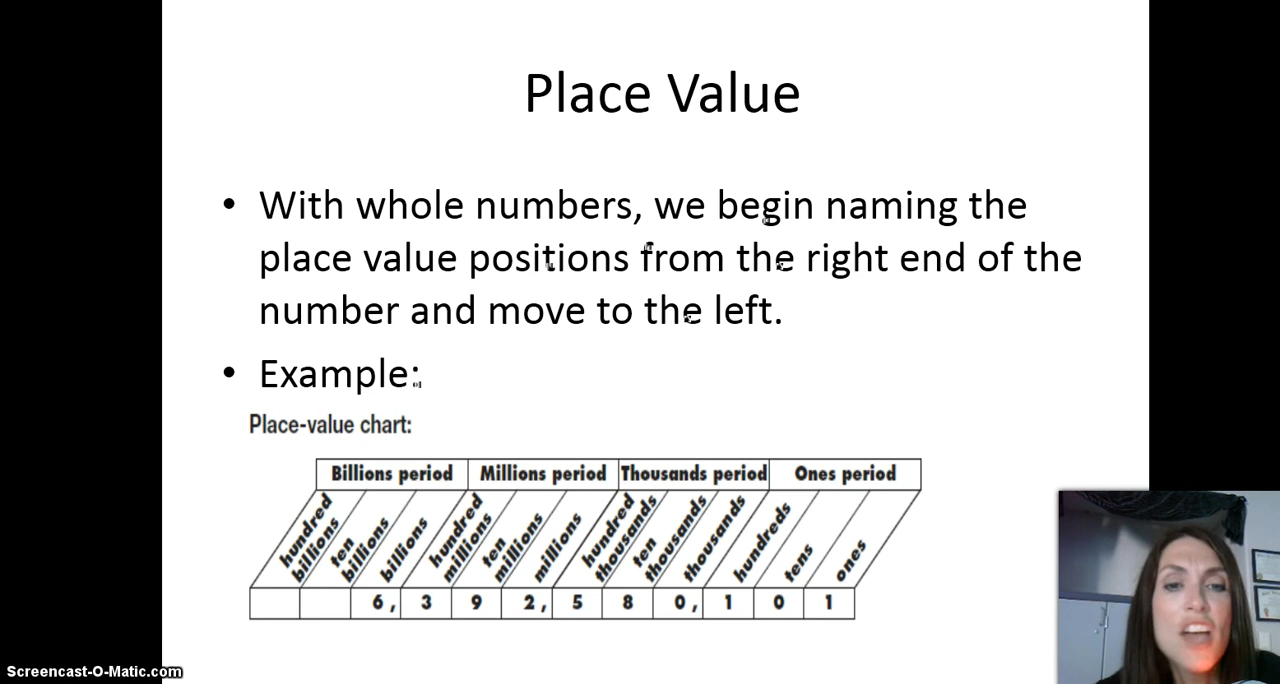 Place Value
• With whole numbers, we begin naming the
place value positions from the right end of the
number and move to the left.
• Example:
Place-value chart:
Billions period Millions period Thousands period Ones period
hundred billions ten billions billions hundred millions ten millions millions hundred thousands ten thousands thousands hundreds tens ones
6, 3 9 2, 5 8 0, 1 0 1
Screencast-O-Matic.com